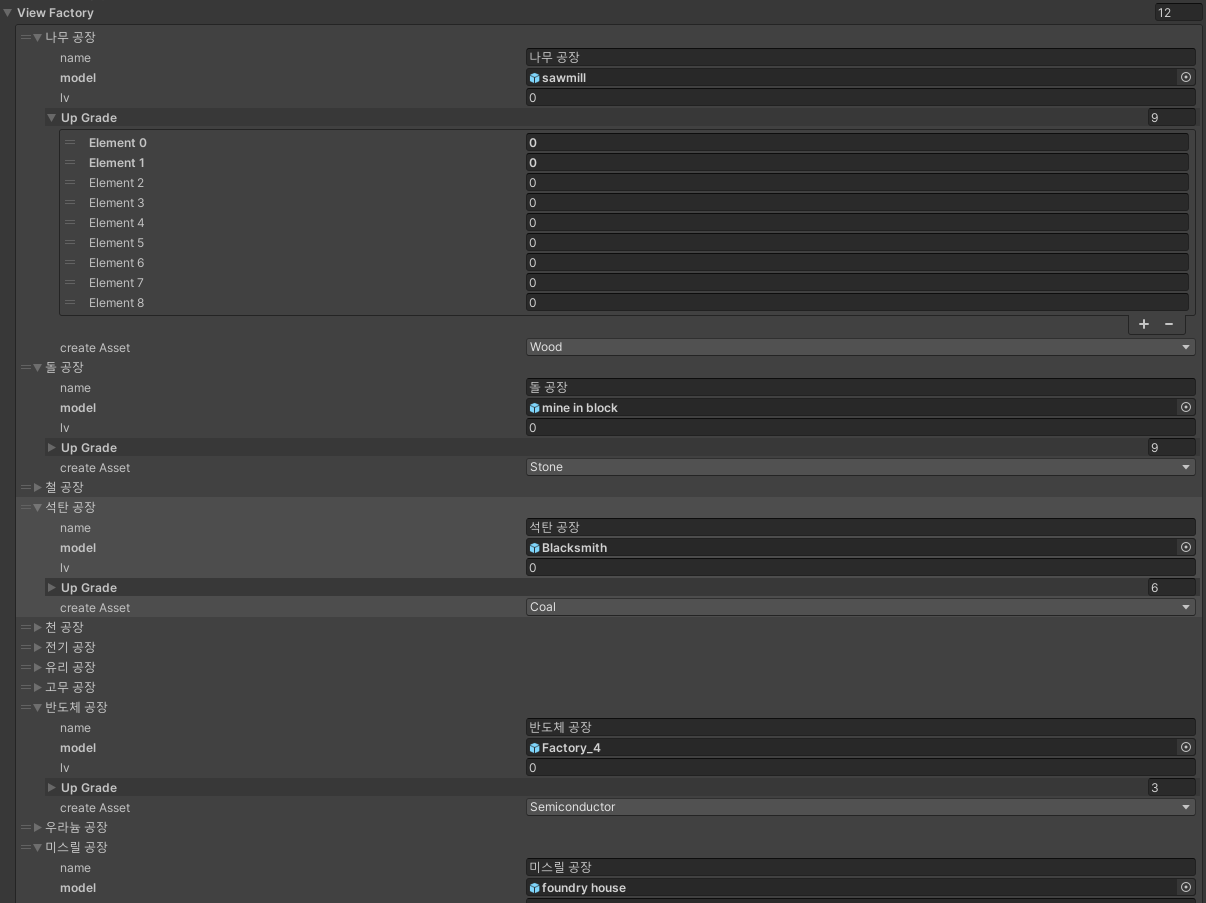 View Factory 12
나무 공장
name 나무 공장
model sawmill
lv 0
Up Grade 9
Element 0 0
Element 1 0
Element 2 0
Element 3 0
Element 4 0
Element 5 0
Element 6 0
Element 7 0
Element 8 0
+ −
create Asset Wood
돌 공장
name 돌 공장
model mine in block
lv 0
Up Grade 9
create Asset Stone
철 공장
석탄 공장
name 석탄 공장
model Blacksmith
lv 0
Up Grade 6
create Asset Coal
천 공장
전기 공장
유리 공장
고무 공장
반도체 공장
name 반도체 공장
model Factory_4
lv 0
Up Grade 3
create Asset Semiconductor
우라늄 공장
미스릴 공장
name 미스릴 공장
model foundry house